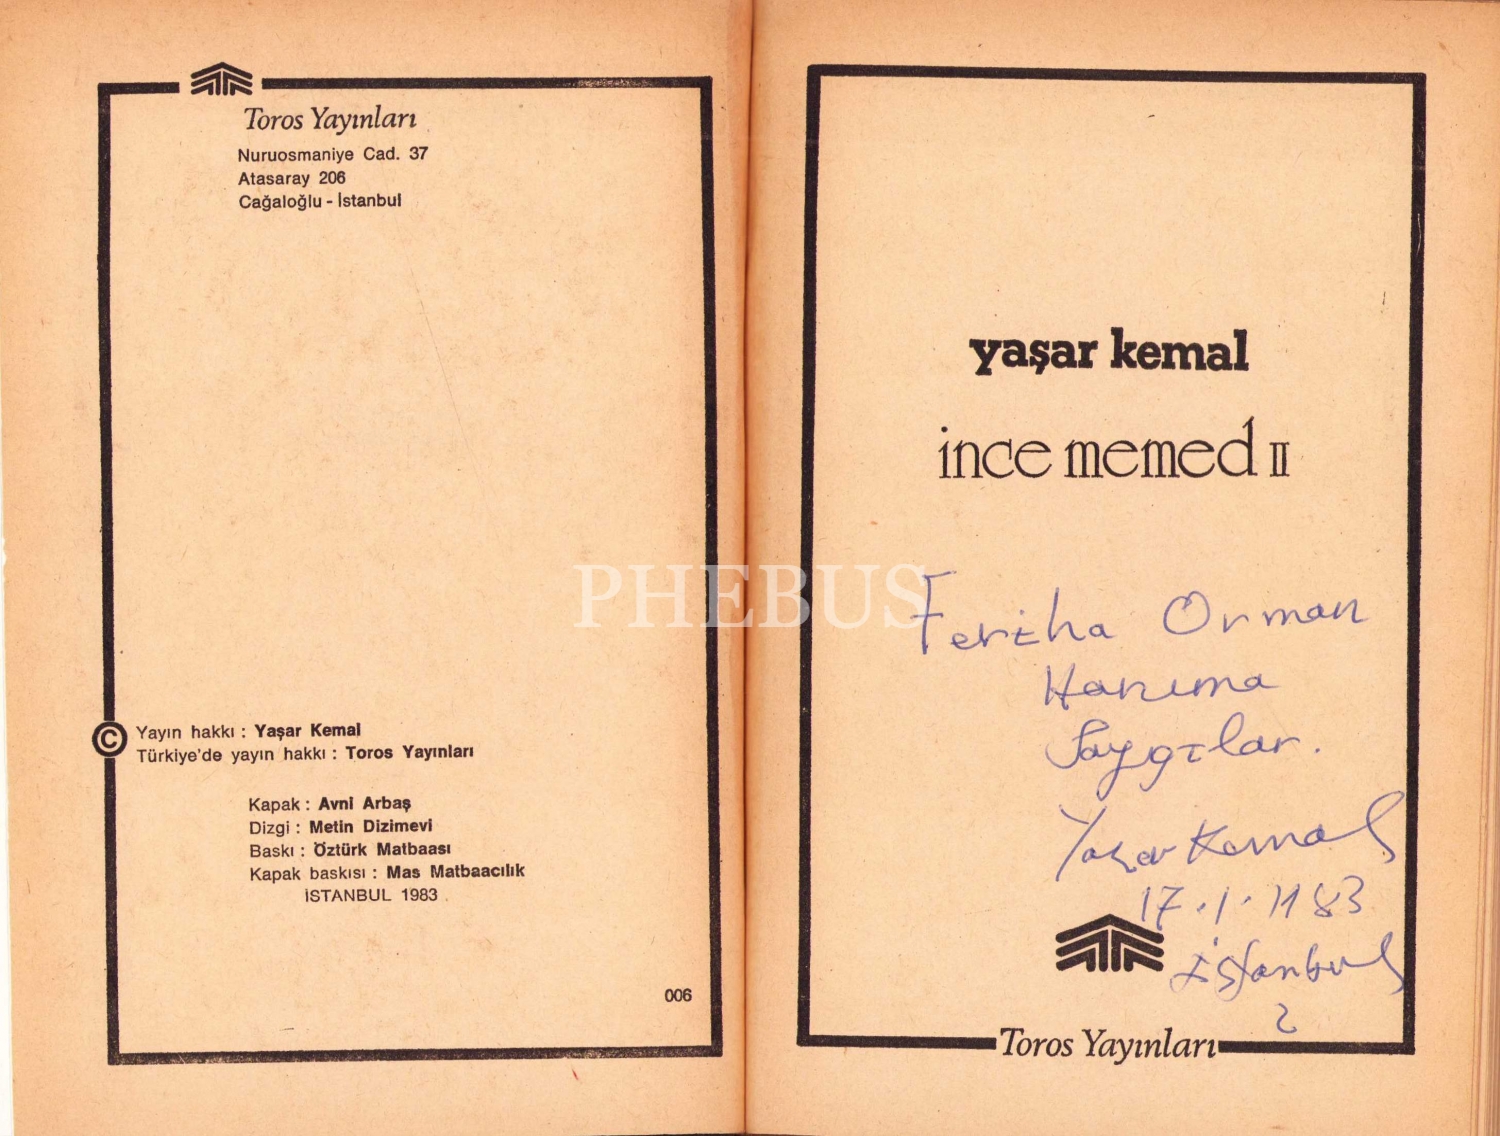 Toros Yayınları
Nuruosmaniye Cad. 37
Atasaray 206
Cağaloğlu - İstanbul
© Yayın hakkı : Yaşar Kemal
Türkiye'de yayın hakkı : Toros Yayınları
Kapak : Avni Arbaş
Dizgi : Metin Dizimevi
Baskı : Öztürk Matbaası
Kapak baskısı : Mas Matbaacılık
İSTANBUL 1983
006
PHEBUS
yaşar kemal
ince memed II
Feriha Orman
Hanıma
Saygılar.
Yaşar Kemal
17.1.
İstanbul
Toros Yayınları